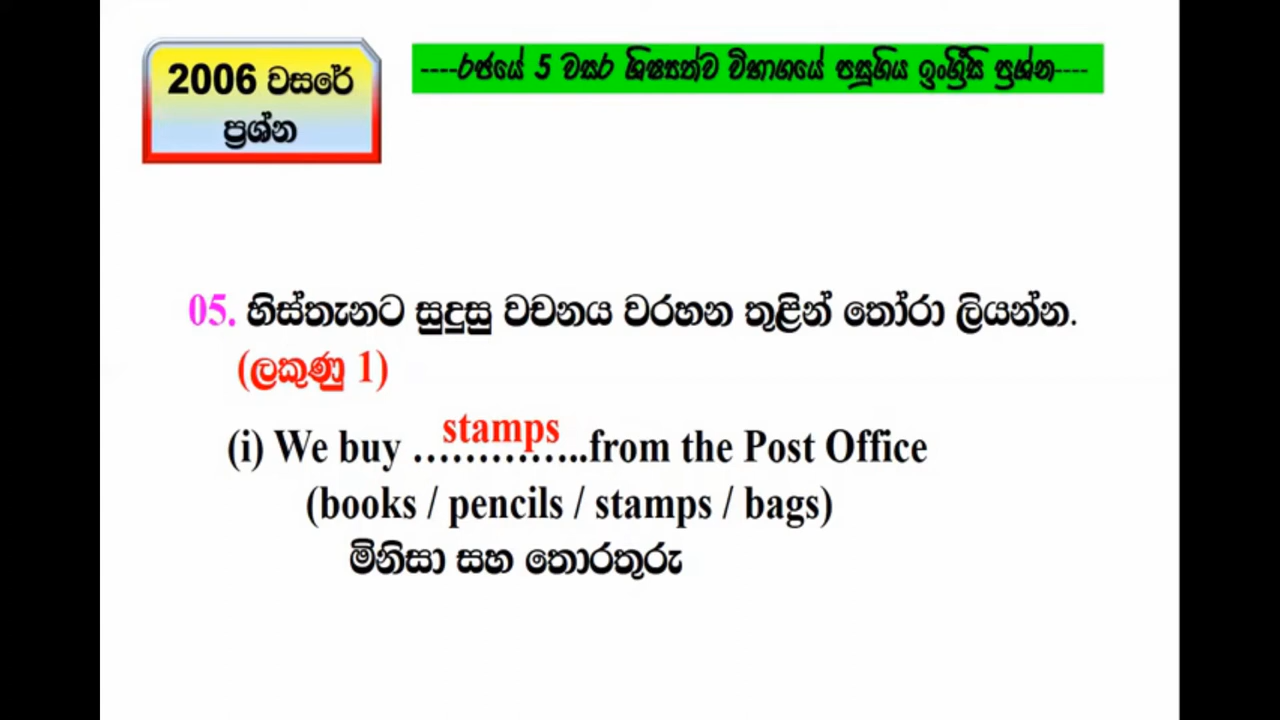 2006 වසරේ
ප්‍රශ්න
----රජයේ 5 වසර ශිෂ්‍යත්ව විභාගයේ පසුගිය ඉංග්‍රීසි ප්‍රශ්න----
05. හිස්තැනට සුදුසු වචනය වරහන තුළින් තෝරා ලියන්න.
(ලකුණු 1)
stamps
(i) We buy …………..from the Post Office
(books / pencils / stamps / bags)
මිනිසා සහ තොරතුරු